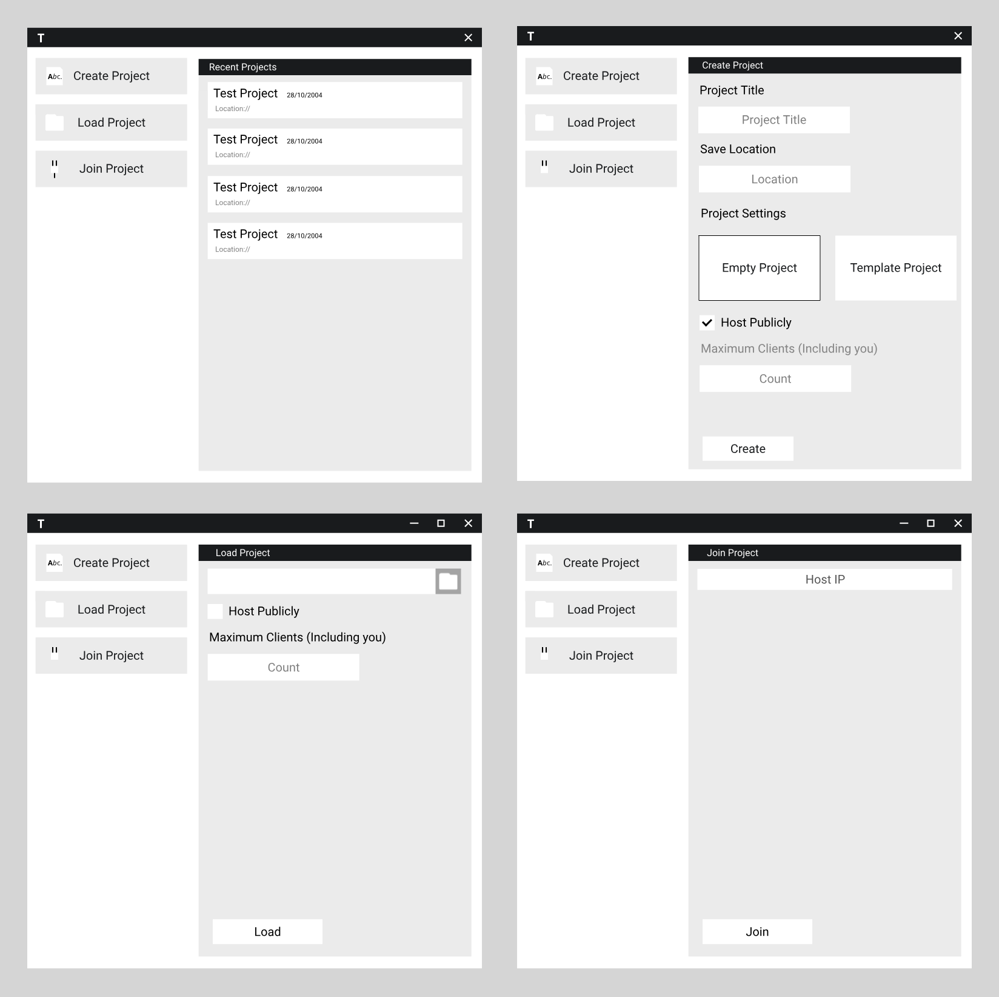 T
Create Project
Abc.
Load Project
Join Project
Recent Projects
Test Project 28/10/2004
Location://
Test Project 28/10/2004
Location://
Test Project 28/10/2004
Location://
Test Project 28/10/2004
Location://
T
Abc.
Create Project
Load Project
Join Project
Create Project
Project Title
Project Title
Save Location
Location
Project Settings
Empty Project Template Project
Host Publicly
Maximum Clients (Including you)
Count
Create
T
Abc.
Create Project
Load Project
Join Project
Load Project
Host Publicly
Maximum Clients (Including you)
Count
Load
T
Abc.
Create Project
Load Project
Join Project
Join Project
Host IP
Join